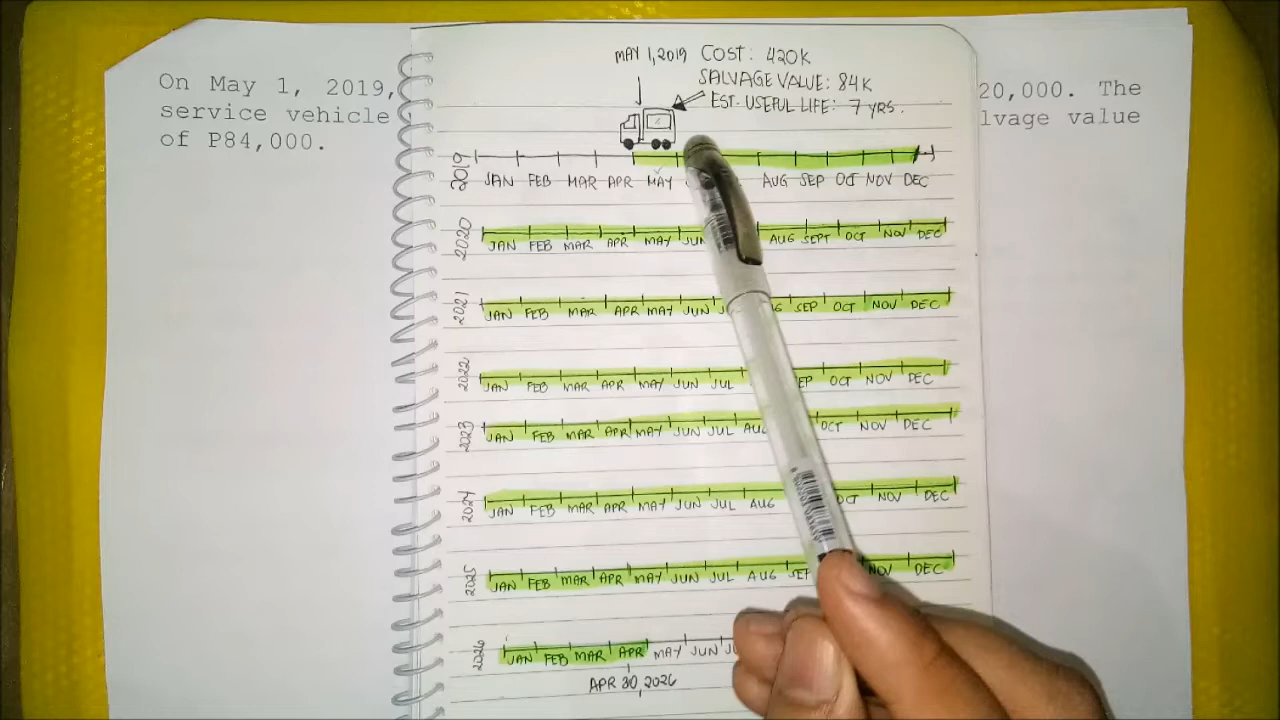 On May 1, 2019, 20,000. The
service vehicle lvage value
of P84,000.
MAY 1, 2019 COST: 420K
SALVAGE VALUE: 84K
EST. USEFUL LIFE: 7 YRS.
2019
JAN FEB MAR APR MAY AUG SEP OCT NOV DEC
2020
JAN FEB MAR APR MAY JUN AUG SEPT OCT NOV DEC
2021
JAN FEB MAR APR MAY JUN SEP OCT NOV DEC
2022
JAN FEB MAR APR MAY JUN JUL EP OCT NOV DEC
2023
JAN FEB MAR APR MAY JUN JUL AUG OCT NOV DEC
2024
JAN FEB MAR APR MAY JUN JUL AUG OCT NOV DEC
2025
JAN FEB MAR APR MAY JUN JUL AUG SEP NOV DEC
2026
JAN FEB MAR APR MAY JUN
APR 30, 2026